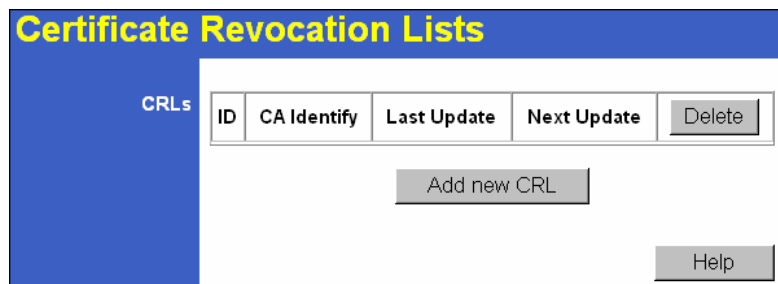 Certificate Revocation Lists
CRLs
ID CA Identify Last Update Next Update Delete
Add new CRL
Help